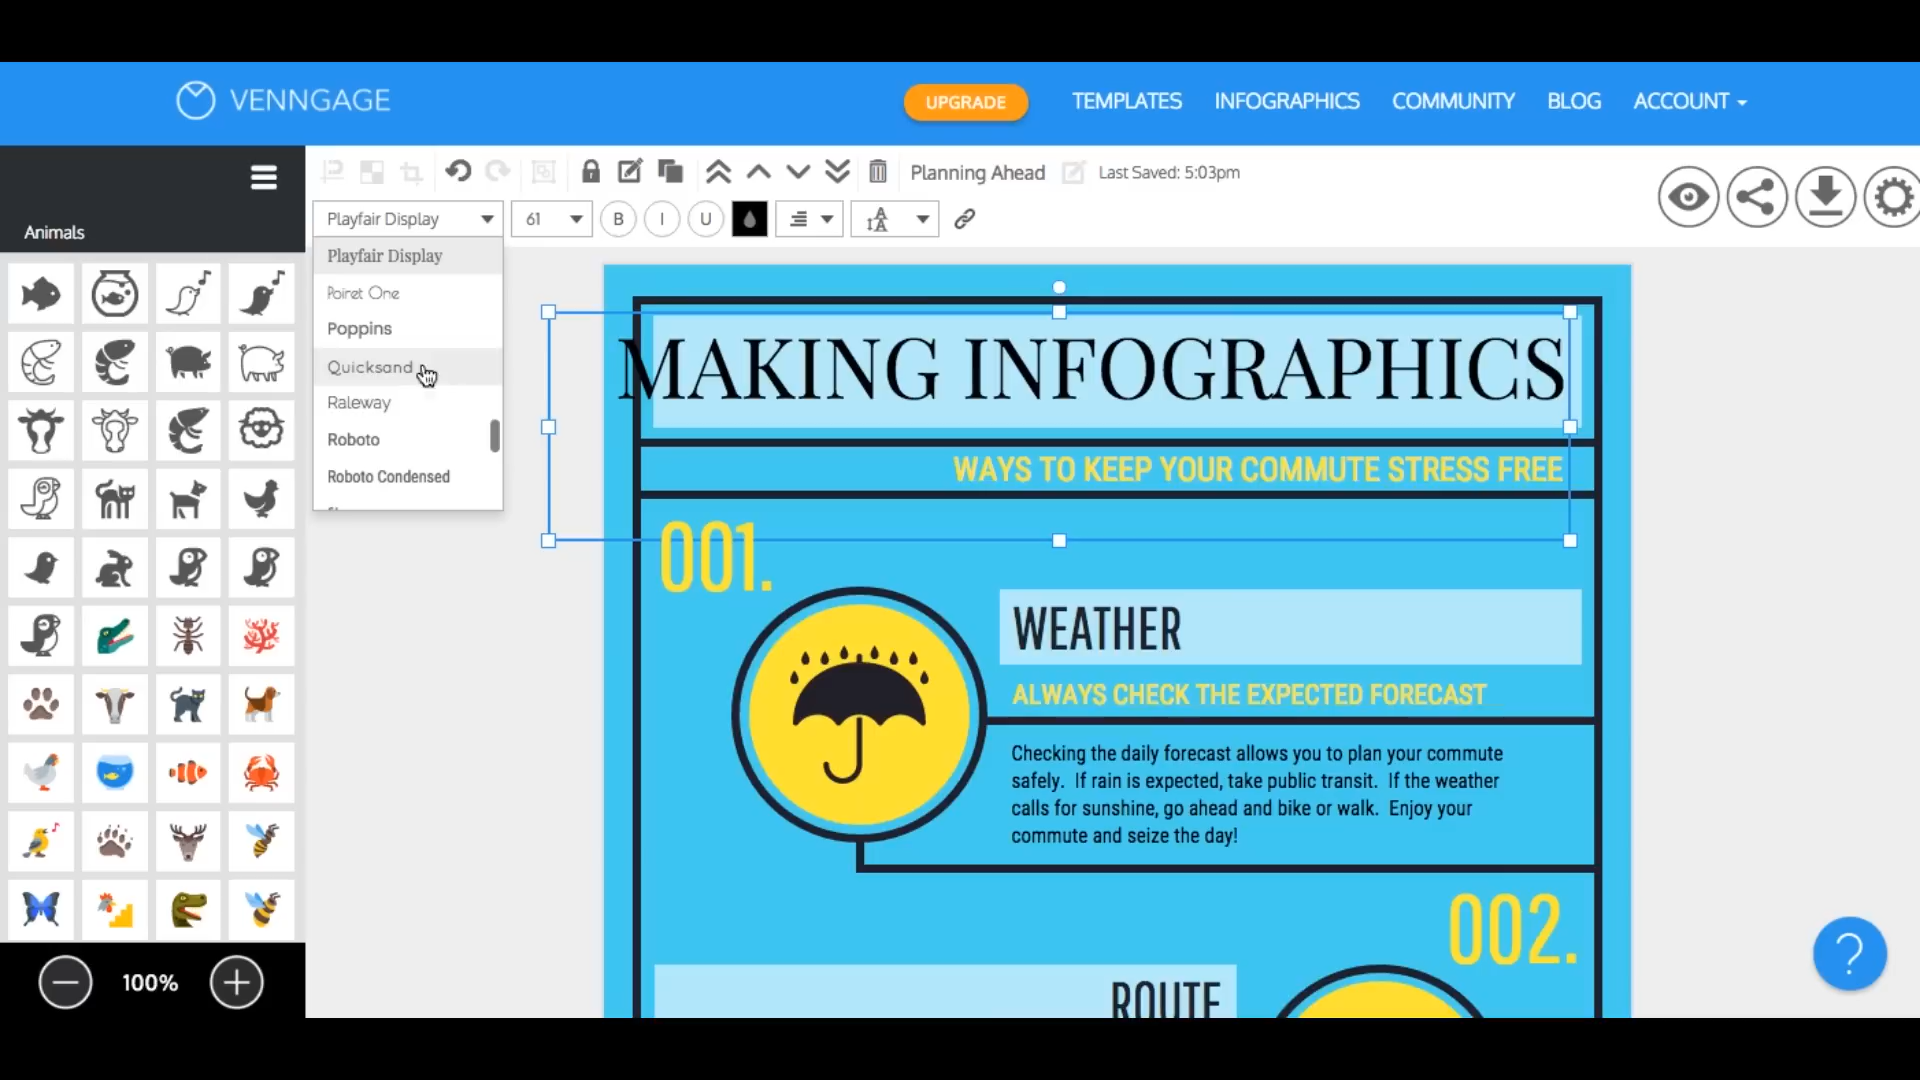 VENNGAGE
UPGRADE
TEMPLATES
INFOGRAPHICS
COMMUNITY
BLOG
ACCOUNT
Planning Ahead
Last Saved: 5:03pm
Playfair Display
61
B
I
U
Animals
Playfair Display
Poiret One
Poppins
Quicksand
Raleway
Roboto
Roboto Condensed
MAKING INFOGRAPHICS
WAYS TO KEEP YOUR COMMUTE STRESS FREE
001.
WEATHER
ALWAYS CHECK THE EXPECTED FORECAST
Checking the daily forecast allows you to plan your commute
safely. If rain is expected, take public transit. If the weather
calls for sunshine, go ahead and bike or walk. Enjoy your
commute and seize the day!
002.
ROUTE
100%
?